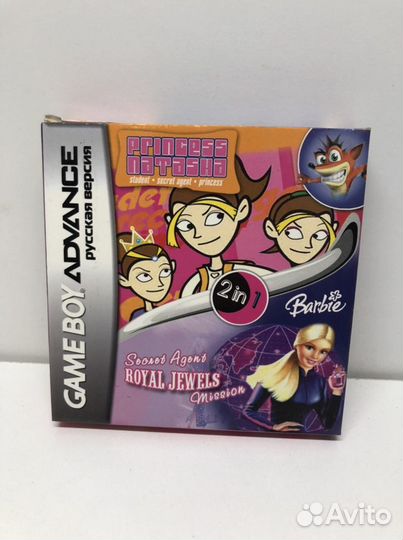 GAME BOY ADVANCE
русская версия
princess
natasha
student • secret agent • princess
2 in 1
Barbie
Secret Agent
ROYAL JEWELS
Mission
Avito